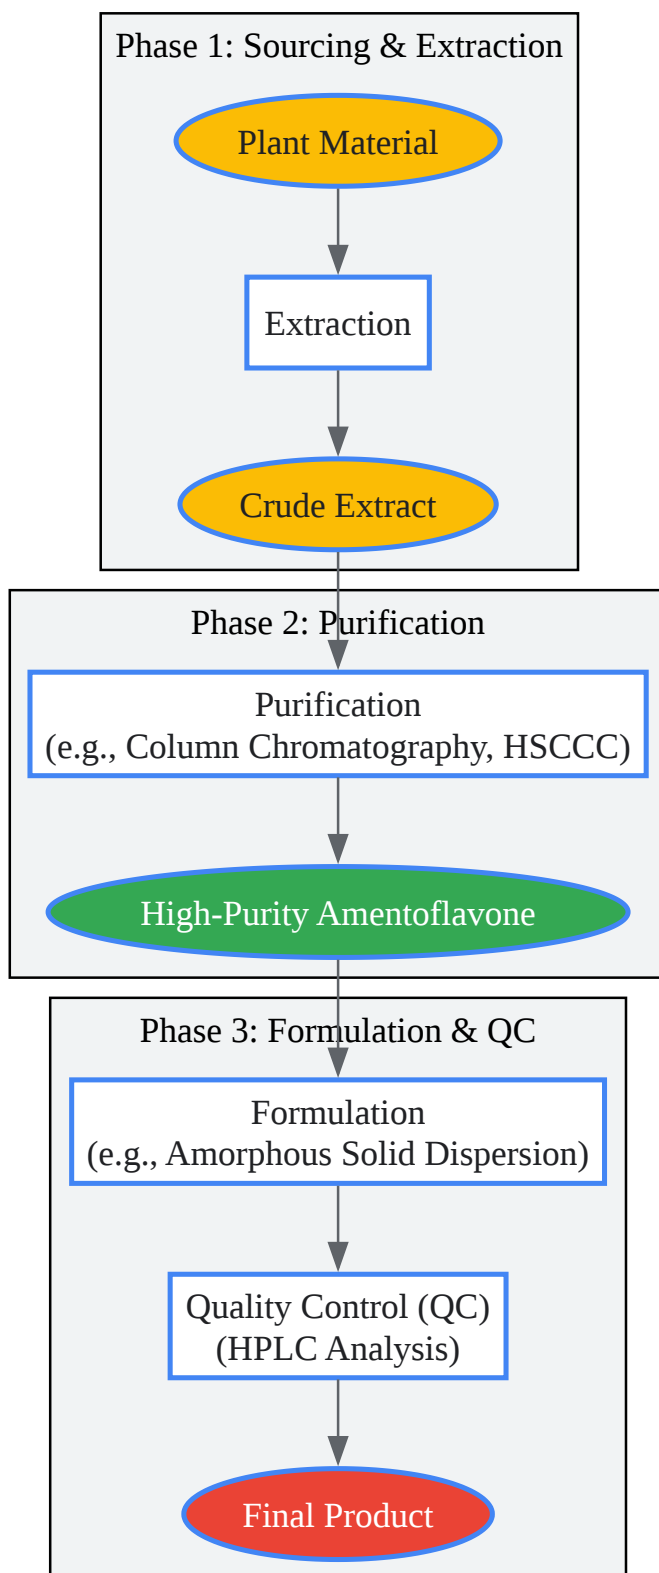 Phase 1: Sourcing & Extraction
Plant Material
Extraction
Crude Extract
Phase 2: Purification
Purification
(e.g., Column Chromatography, HSCCC)
High-Purity Amentoflavone
Phase 3: Formulation & QC
Formulation
(e.g., Amorphous Solid Dispersion)
Quality Control (QC)
(HPLC Analysis)
Final Product